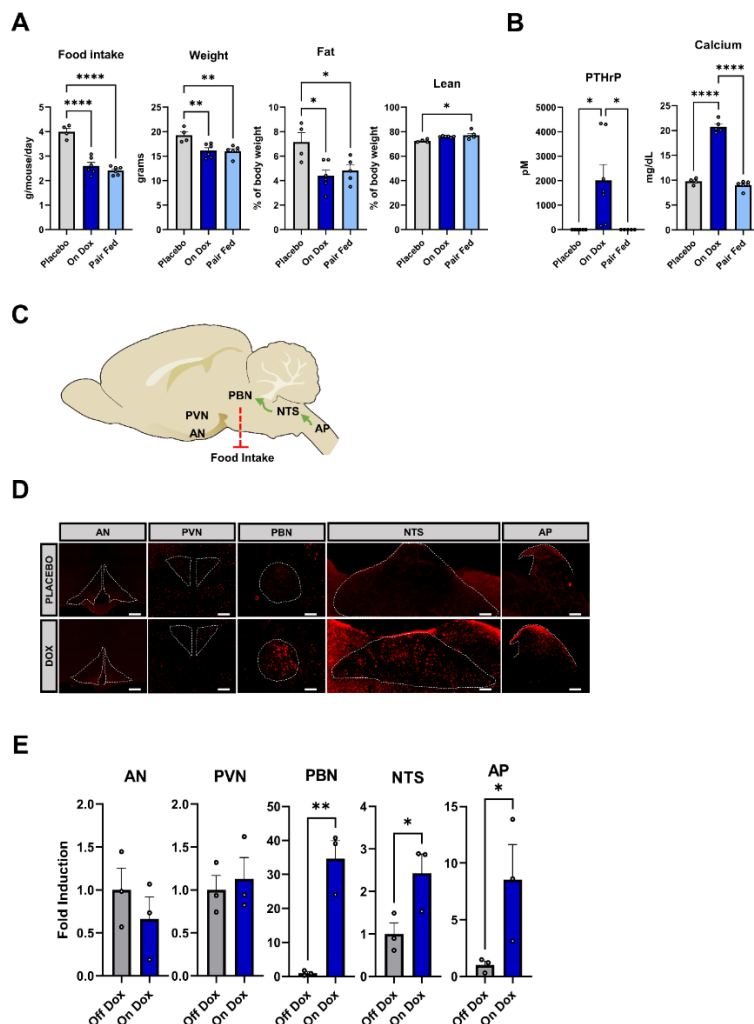 A
Food intake
****
****
g/mouse/day
5
4
3
2
1
0
Placebo
On Dox
Pair Fed
Weight
**
**
grams
25
20
15
10
5
0
Placebo
On Dox
Pair Fed
Fat
*
*
% of body weight
10
8
6
4
2
0
Placebo
On Dox
Pair Fed
Lean
*
% of body weight
100
80
60
40
20
0
Placebo
On Dox
Pair Fed
B
PTHrP
*
*
pM
5000
4000
3000
2000
1000
0
Placebo
On Dox
Pair Fed
Calcium
****
****
mg/dL
25
20
15
10
5
0
Placebo
On Dox
Pair Fed
C
PBN
NTS
PVN
AN
AP
Food Intake
D
AN
PVN
PBN
NTS
AP
PLACEBO
DOX
E
Fold Induction
AN
2.0
1.5
1.0
0.5
0.0
Off Dox
On Dox
PVN
2.0
1.5
1.0
0.5
0.0
Off Dox
On Dox
PBN
**
50
40
30
20
10
0
Off Dox
On Dox
NTS
*
4
3
2
1
0
Off Dox
On Dox
AP
*
15
10
5
0
Off Dox
On Dox